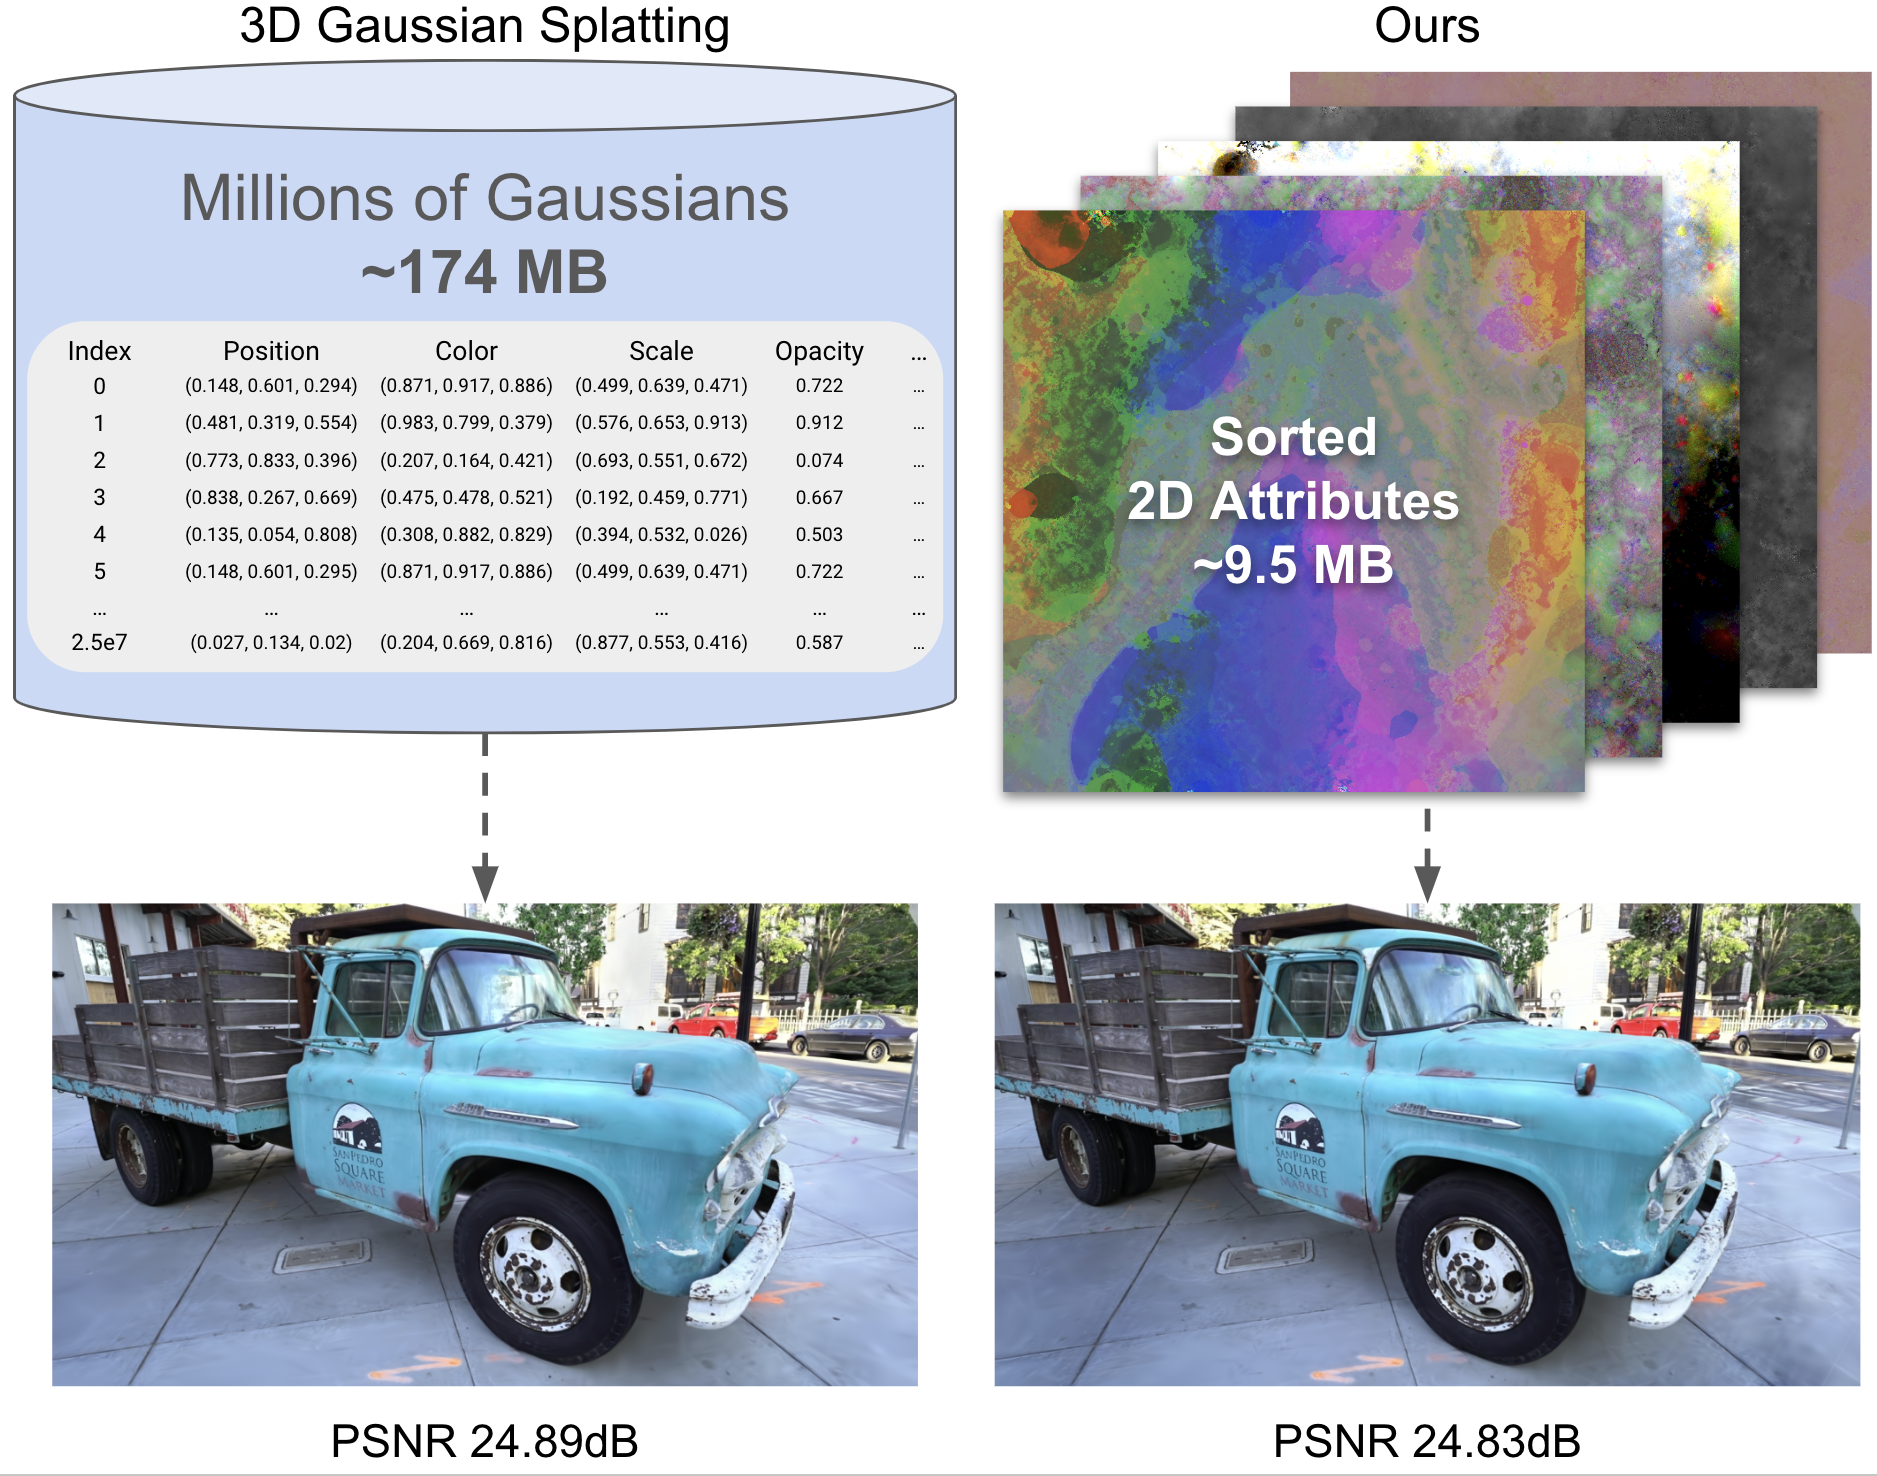 3D Gaussian Splatting
Millions of Gaussians
~174 MB
Index Position Color Scale Opacity ...
0 (0.148, 0.601, 0.294) (0.871, 0.917, 0.886) (0.499, 0.639, 0.471) 0.722 ...
1 (0.481, 0.319, 0.554) (0.983, 0.799, 0.379) (0.576, 0.653, 0.913) 0.912 ...
2 (0.773, 0.833, 0.396) (0.207, 0.164, 0.421) (0.693, 0.551, 0.672) 0.074 ...
3 (0.838, 0.267, 0.669) (0.475, 0.478, 0.521) (0.192, 0.459, 0.771) 0.667 ...
4 (0.135, 0.054, 0.808) (0.308, 0.882, 0.829) (0.394, 0.532, 0.026) 0.503 ...
5 (0.148, 0.601, 0.295) (0.871, 0.917, 0.886) (0.499, 0.639, 0.471) 0.722 ...
... ... ... ... ... ...
2.5e7 (0.027, 0.134, 0.02) (0.204, 0.669, 0.816) (0.877, 0.553, 0.416) 0.587 ...
SAN PEDRO
SQUARE
MARKET
PSNR 24.89dB
Ours
Sorted
2D Attributes
~9.5 MB
SAN PEDRO
SQUARE
MARKET
PSNR 24.83dB